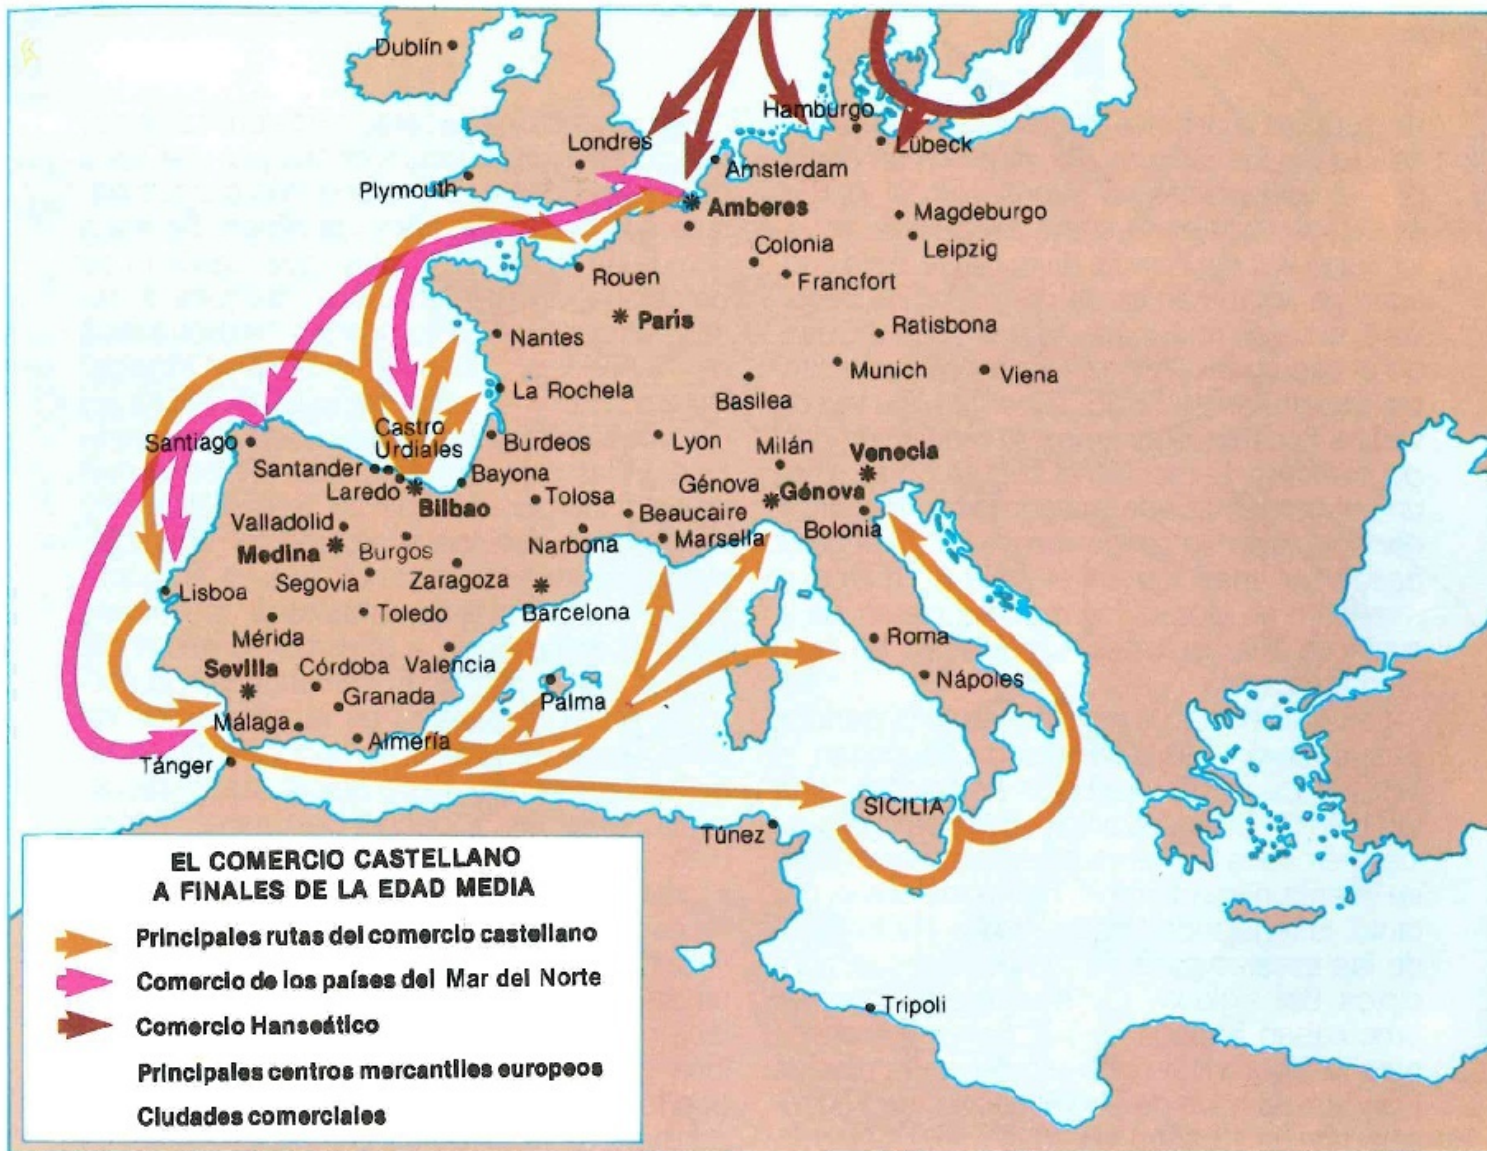 Dublín
Hamburgo
Londres
Lübeck
Amsterdam
Plymouth
Amberes
Magdeburgo
Colonia
Leipzig
Rouen
Francfort
París
Ratisbona
Nantes
Munich
Viena
La Rochela
Basilea
Castro
Urdiales
Santiago
Burdeos
Lyon
Milán
Venecia
Santander
Bayona
Laredo
Génova
Génova
Bilbao
Tolosa
Beaucaire
Bolonia
Valladolid
Narbona
Marsella
Medina
Burgos
Segovia
Zaragoza
Lisboa
Toledo
Barcelona
Mérida
Roma
Sevilla
Córdoba
Valencia
Nápoles
Granada
Palma
Málaga
Almería
Tánger
SICILIA
Túnez
EL COMERCIO CASTELLANO
A FINALES DE LA EDAD MEDIA
Principales rutas del comercio castellano
Comercio de los países del Mar del Norte
Comercio Hanseático
Principales centros mercantiles europeos
Ciudades comerciales
Tripoli